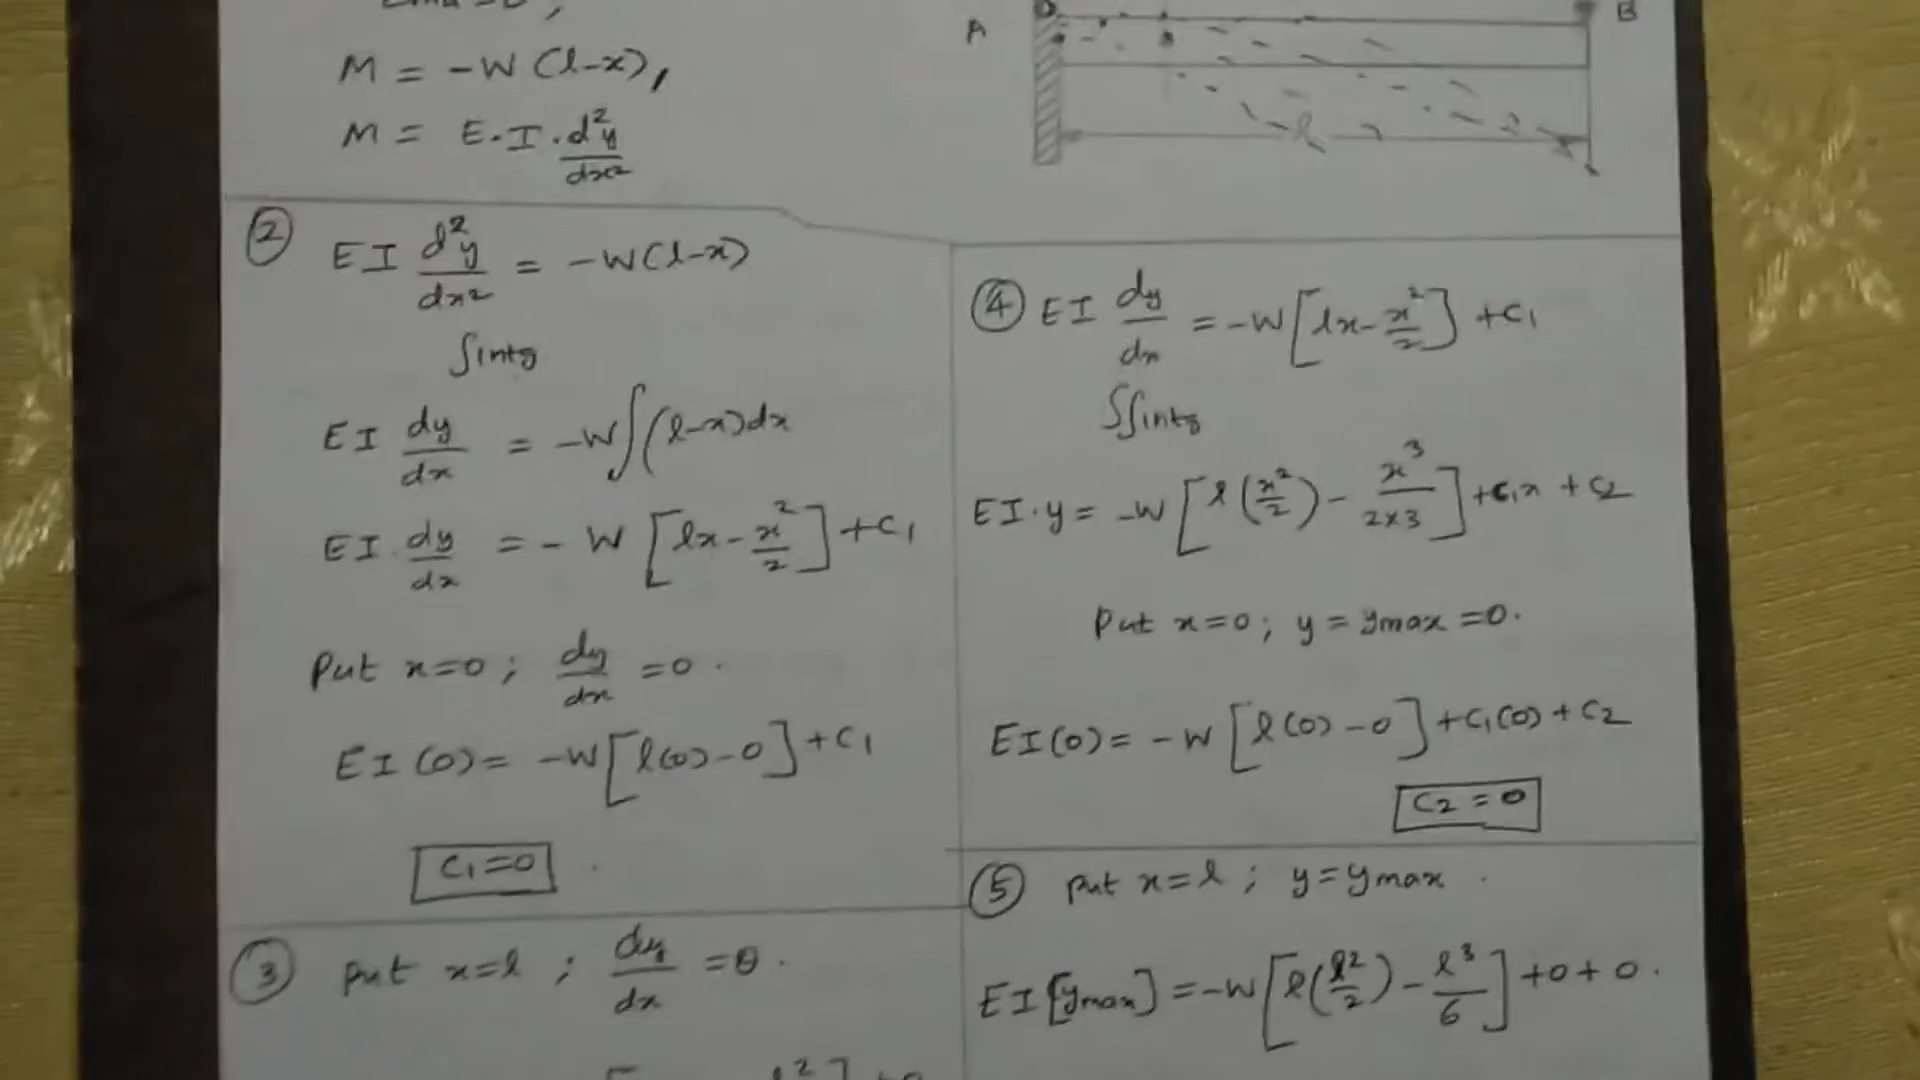 M = -W (l-x),
M = E.I. d²y/dx²
A
B
l
② EI d²y/dx² = -W(l-x)
∫intg
EI dy/dx = -W∫(l-x)dx
EI. dy/dx = - W [lx - x²/2] + C₁
Put x=0 ; dy/dx =0 .
EI (0) = -W[l(0)-0] + C₁
C₁=0
③ put x=l ; dy/dx =θ .
④ EI dy/dx = -W[lx - x²/2] + C₁
∫∫intg
EI.y = -W [l(x²/2) - x³/2×3] + C₁x + C₂
Put x=0 ; y = ymax =0.
EI(0) = -W [l(0)-0] + C₁(0) + C₂
C₂ = 0
⑤ put x=l ; y=ymax .
EI[ymax] = -W[l(l²/2) - l³/6] +0+0.